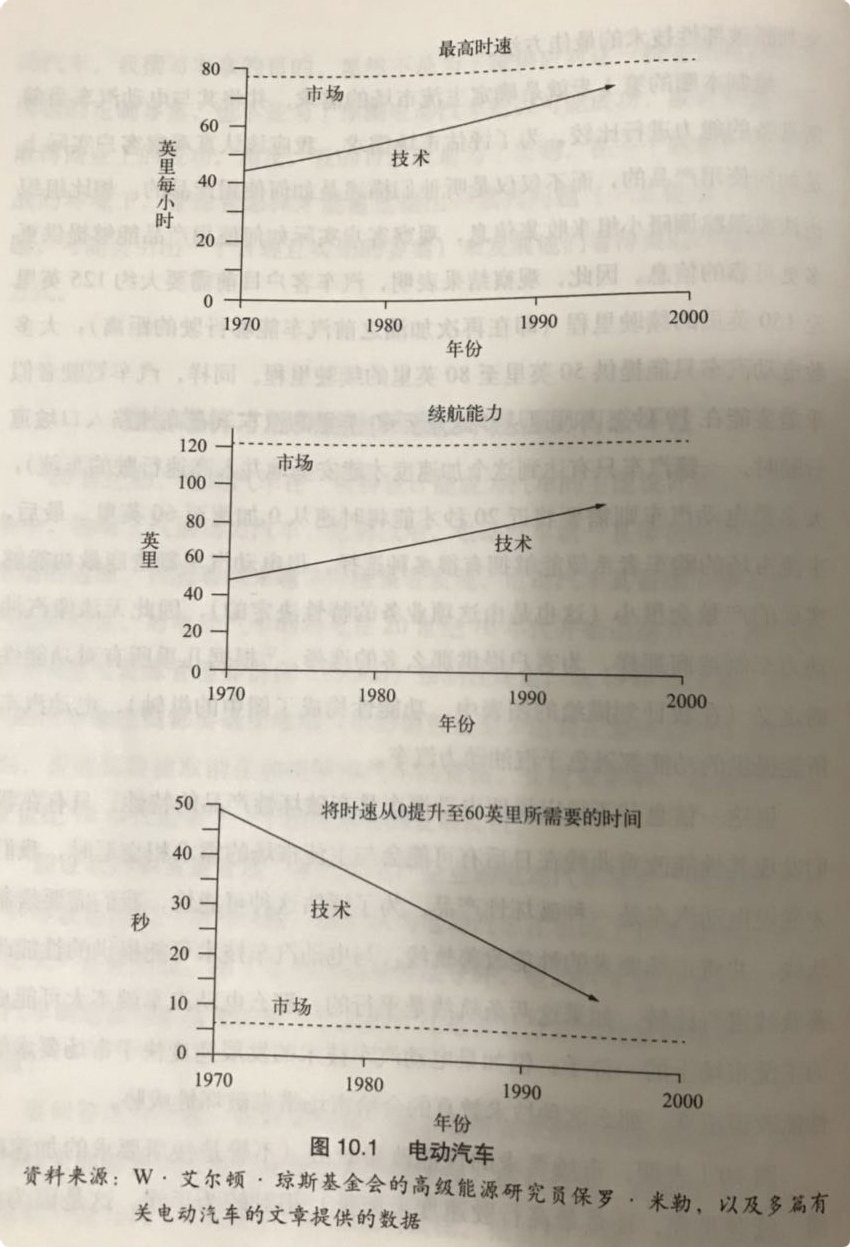 最高时速
80
市场
60
技术
40
20
0
英里每小时
1970
1980
1990
2000
年份
续航能力
120
市场
100
80
技术
60
40
20
0
英里
1970
1980
1990
2000
年份
50
将时速从0提升至60英里所需要的时间
40
30
技术
20
10
市场
0
秒
1970
1980
1990
2000
年份
图 10.1 电动汽车
资料来源：W·艾尔顿·琼斯基金会的高级能源研究员保罗·米勒，以及多篇有
关电动汽车的文章提供的数据